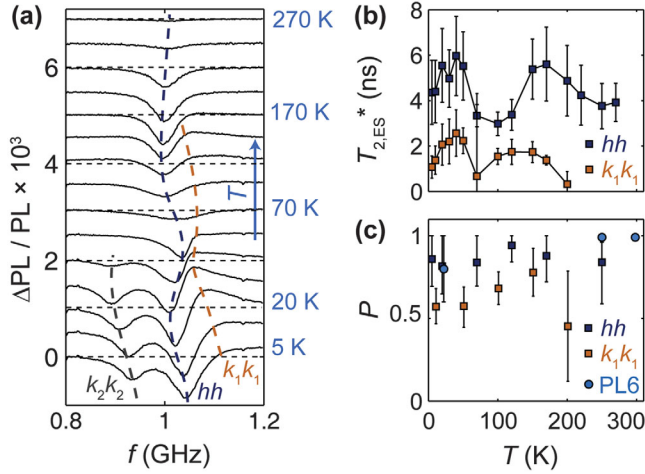 (a)
270 K
170 K
70 K
20 K
5 K
T
6
4
2
0
ΔPL / PL × 10³
k₂k₂
hh
k₁k₁
0.8
1
1.2
f (GHz)
(b)
8
6
4
2
0
T₂,ES* (ns)
hh
k₁k₁
(c)
1
0.5
0
P
hh
k₁k₁
PL6
0
100
200
300
T (K)